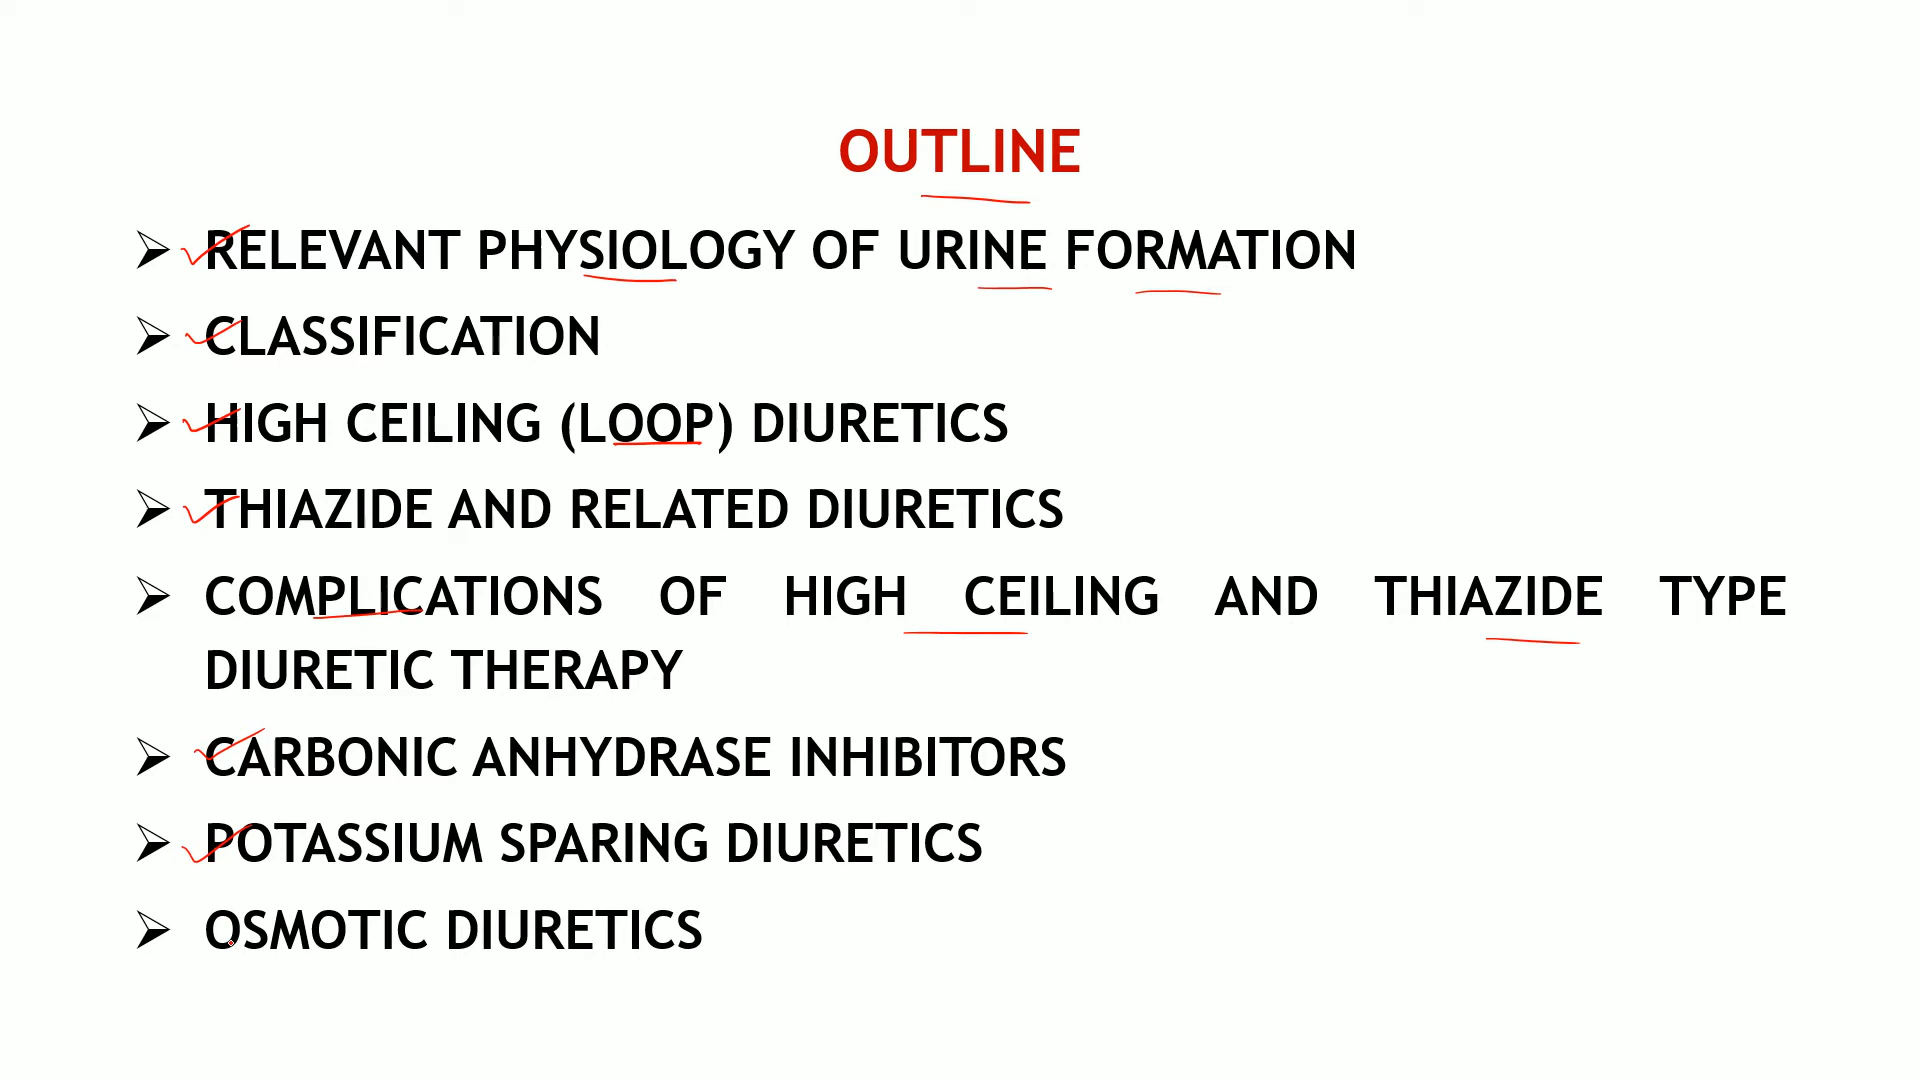 OUTLINE
RELEVANT PHYSIOLOGY OF URINE FORMATION
CLASSIFICATION
HIGH CEILING (LOOP) DIURETICS
THIAZIDE AND RELATED DIURETICS
COMPLICATIONS OF HIGH CEILING AND THIAZIDE TYPE
DIURETIC THERAPY
CARBONIC ANHYDRASE INHIBITORS
POTASSIUM SPARING DIURETICS
OSMOTIC DIURETICS